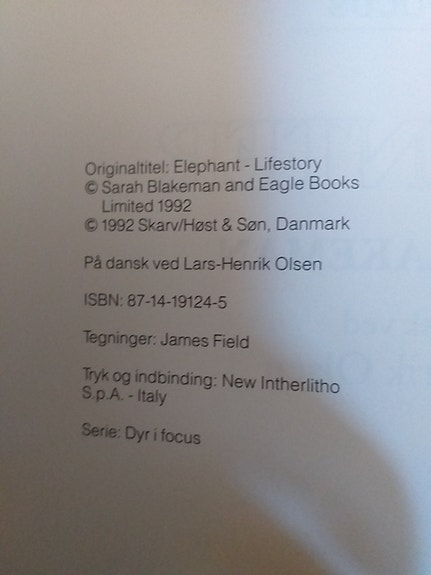 Originaltitel: Elephant - Lifestory
© Sarah Blakeman and Eagle Books
Limited 1992
© 1992 Skarv/Høst & Søn, Danmark
På dansk ved Lars-Henrik Olsen
ISBN: 87-14-19124-5
Tegninger: James Field
Tryk og indbinding: New Intherlitho
S.p.A. - Italy
Serie: Dyr i focus